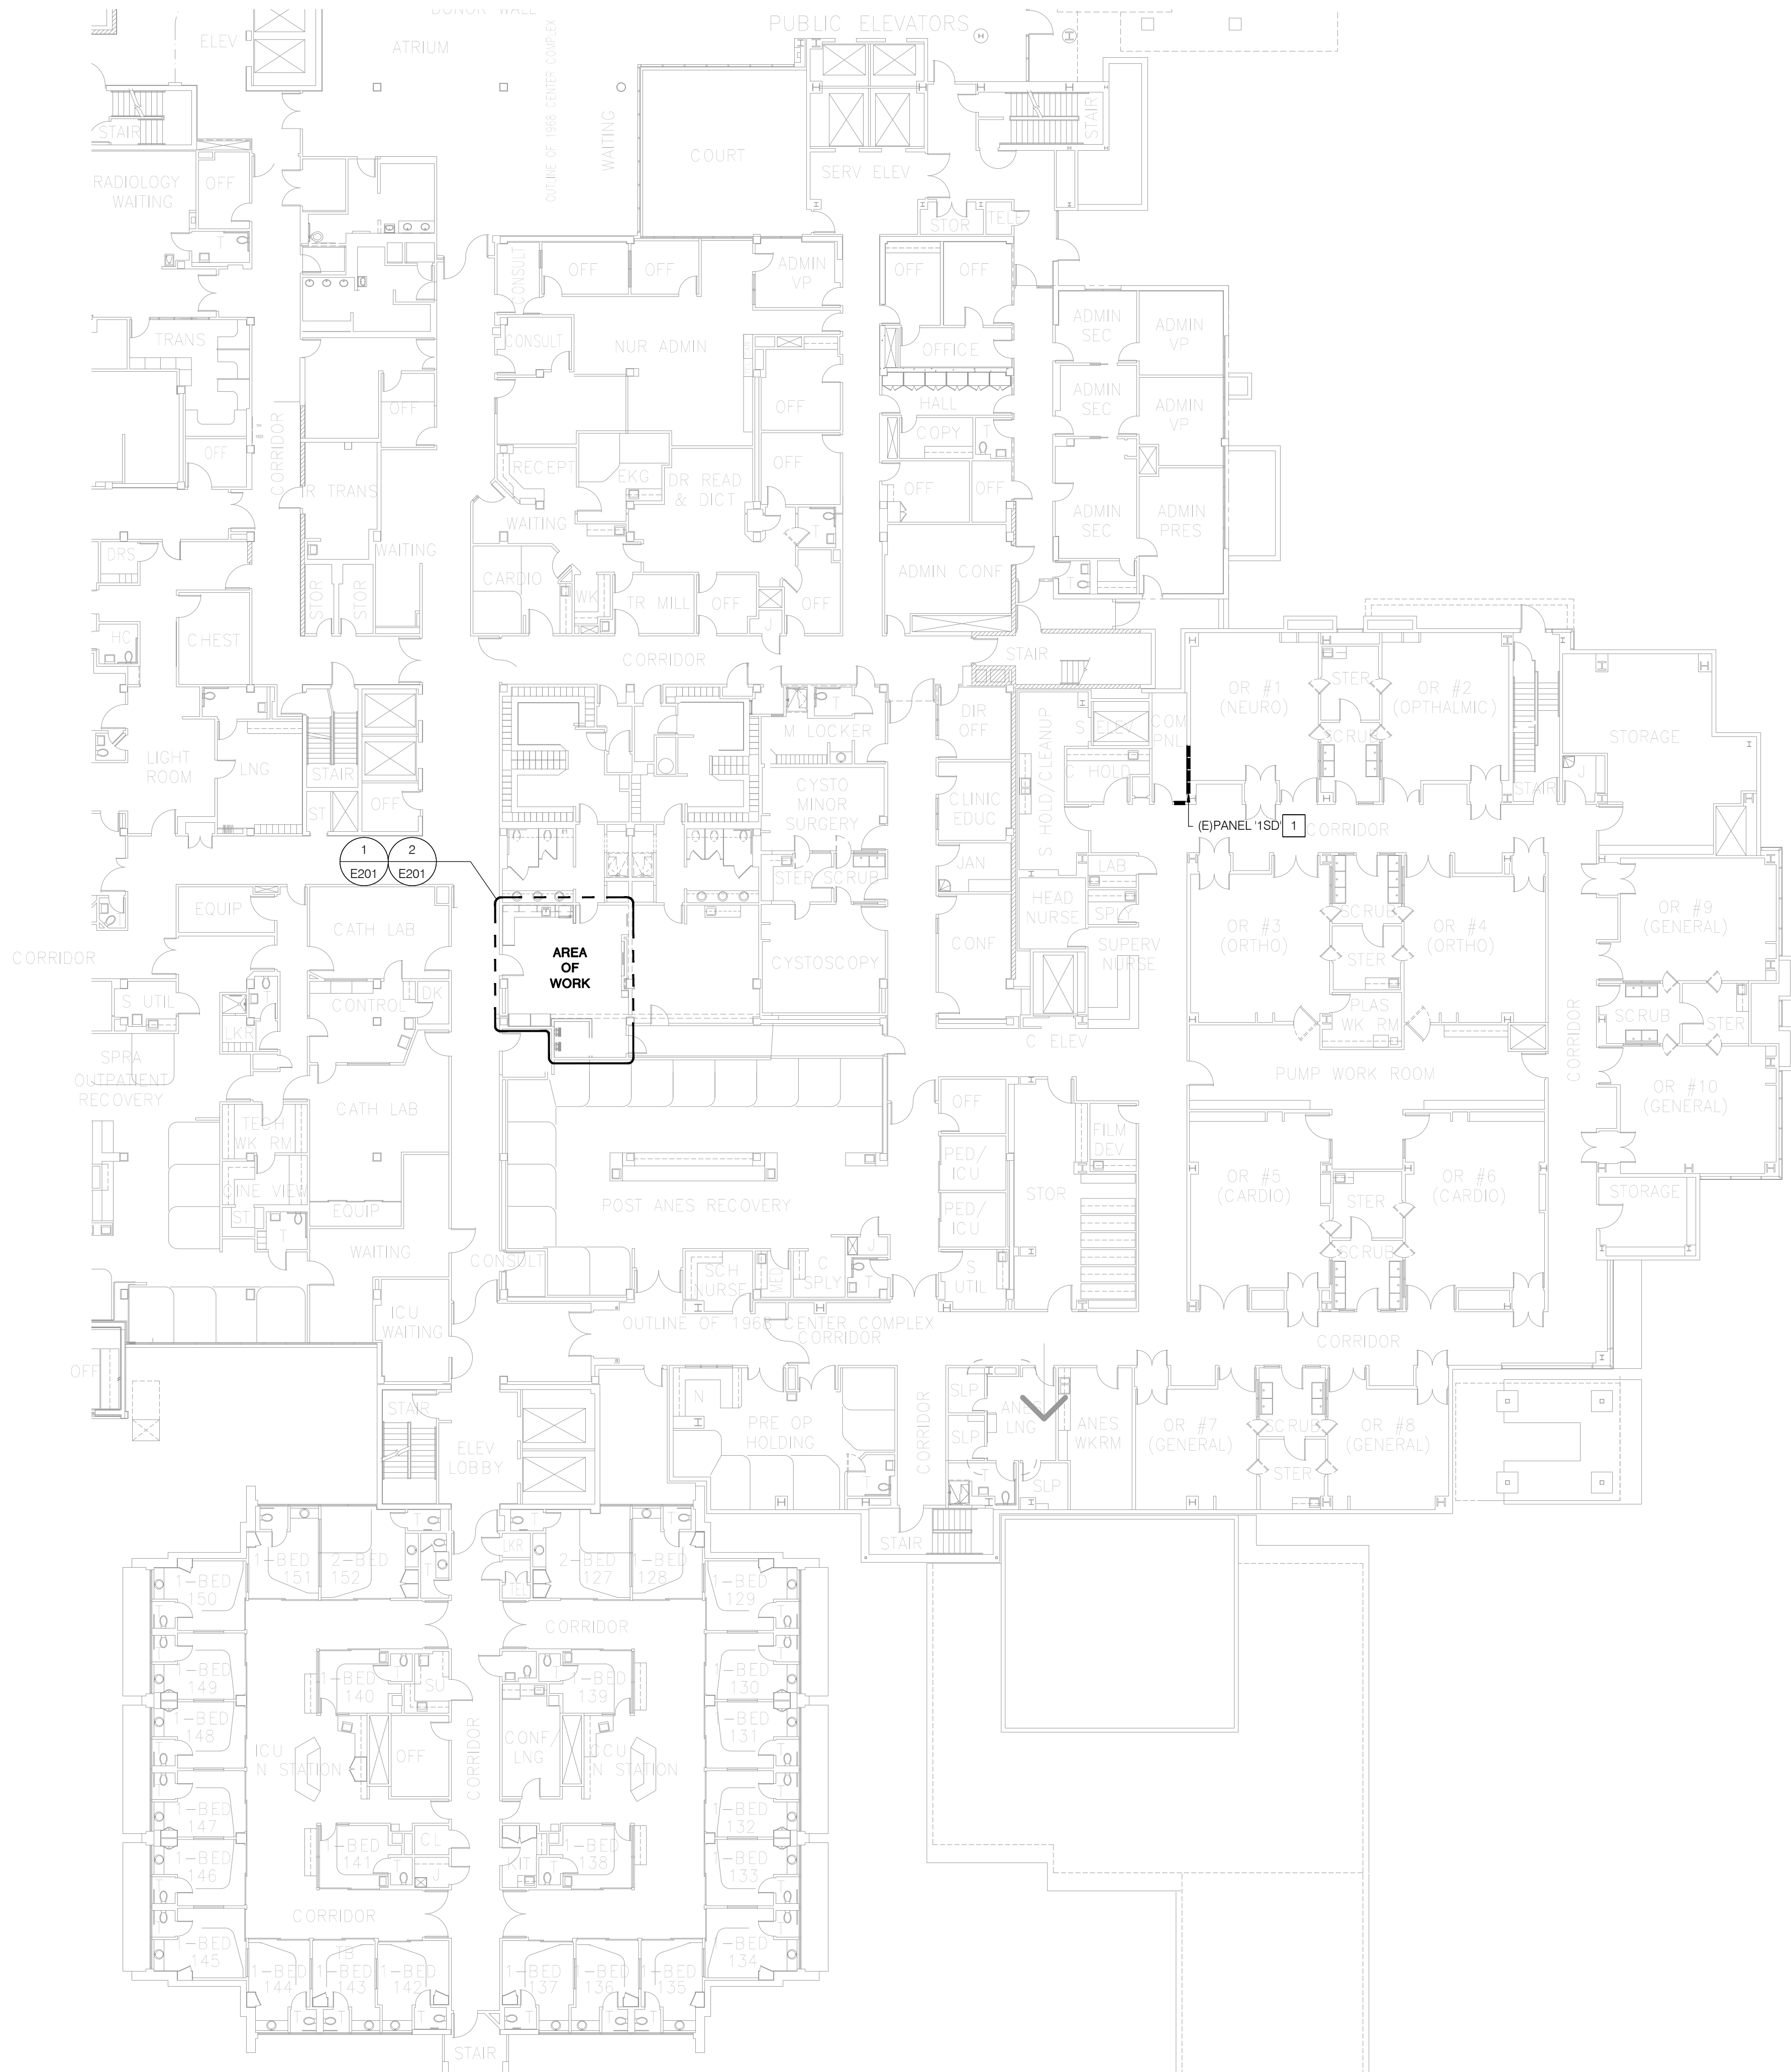 DONOR WALL
PUBLIC ELEVATORS
ELEV
ATRIUM
OUTLINE OF 1968 CENTER COMPLEX
WAITING
STAIR
STAIR
COURT
SERV ELEV
RADIOLOGY
WAITING
OFF
T
STOR
TELE
CONSULT
OFF
OFF
ADMIN
VP
OFF
OFF
TRANS
CONSULT
NUR ADMIN
OFFICE
ADMIN
SEC
ADMIN
VP
OFF
OFF
HALL
ADMIN
SEC
ADMIN
VP
CORRIDOR
OFF
COPY
T
RECEPT
EKG
DR READ
& DICT
OFF
IR TRANS
OFF
OFF
WAITING
T
ADMIN
SEC
ADMIN
PRES
DRS
WAITING
CARDIO
WK
TR MILL
OFF
J
OFF
ADMIN CONF
T
STOR
STOR
HC
CHEST
CORRIDOR
STAIR
OR #1
(NEURO)
STER
OR #2
(OPTHALMIC)
M LOCKER
T
DIR
OFF
S HOLD/CLEANUP
S ELEV
COM
PNL
SCRUB
STORAGE
LIGHT
ROOM
LNG
STAIR
C HOLD
ST
OFF
CYSTO
MINOR
SURGERY
CLINIC
EDUC
STAIR
J
(E)PANEL '1SD'
1
CORRIDOR
1
E201
2
E201
STER
SCRUB
JAN
LAB
EQUIP
HEAD
NURSE
SPLY
CATH LAB
OR #3
(ORTHO)
SCRUB
OR #4
(ORTHO)
OR #9
(GENERAL)
CORRIDOR
AREA
OF
WORK
CYSTOSCOPY
CONF
SUPERV
NURSE
STER
S UTIL
T
CONTROL
DK
PLAS
WK RM
SCRUB
STER
LKR
C ELEV
SPRA
OUTPATIENT
RECOVERY
CORRIDOR
PUMP WORK ROOM
CATH LAB
OFF
OR #10
(GENERAL)
TECH
WK RM
FILM
DEV
PED/
ICU
CINE VIEW
OR #5
(CARDIO)
STER
OR #6
(CARDIO)
STORAGE
ST
EQUIP
T
POST ANES RECOVERY
STOR
PED/
ICU
WAITING
CONSULT
J
SCRUB
SCH
NURSE
MED
C
SPLY
T
S
UTIL
ICU
WAITING
OUTLINE OF 1968 CENTER COMPLEX
CORRIDOR
CORRIDOR
OFF
STAIR
N
PRE OP
HOLDING
CORRIDOR
SLP
ANES
LNG
ANES
WKRM
OR #7
(GENERAL)
SCRUB
OR #8
(GENERAL)
ELEV
LOBBY
SLP
STER
T
T
SLP
STAIR
T
T
T
T
1-BED
151
2-BED
152
T
LKR
TEL
2-BED
127
1-BED
128
1-BED
150
1-BED
129
T
T
CORRIDOR
T
T
1-BED
149
1-BED
140
T
SU
T
1-BED
139
1-BED
130
1-BED
148
CORRIDOR
1-BED
131
T
ICU
N STATION
OFF
CONF/
LNG
CCU
N STATION
T
T
T
1-BED
147
1-BED
132
1-BED
146
1-BED
141
T
CL
J
KIT
T
1-BED
138
1-BED
133
T
T
CORRIDOR
T
T
1-BED
145
1-BED
134
1-BED
144
TB
1-BED
143
1-BED
142
1-BED
137
1-BED
136
1-BED
135
T
T
T
T
T
T
STAIR